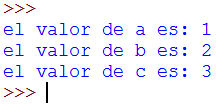 >>>
el valor de a es: 1
el valor de b es: 2
el valor de c es: 3
>>>